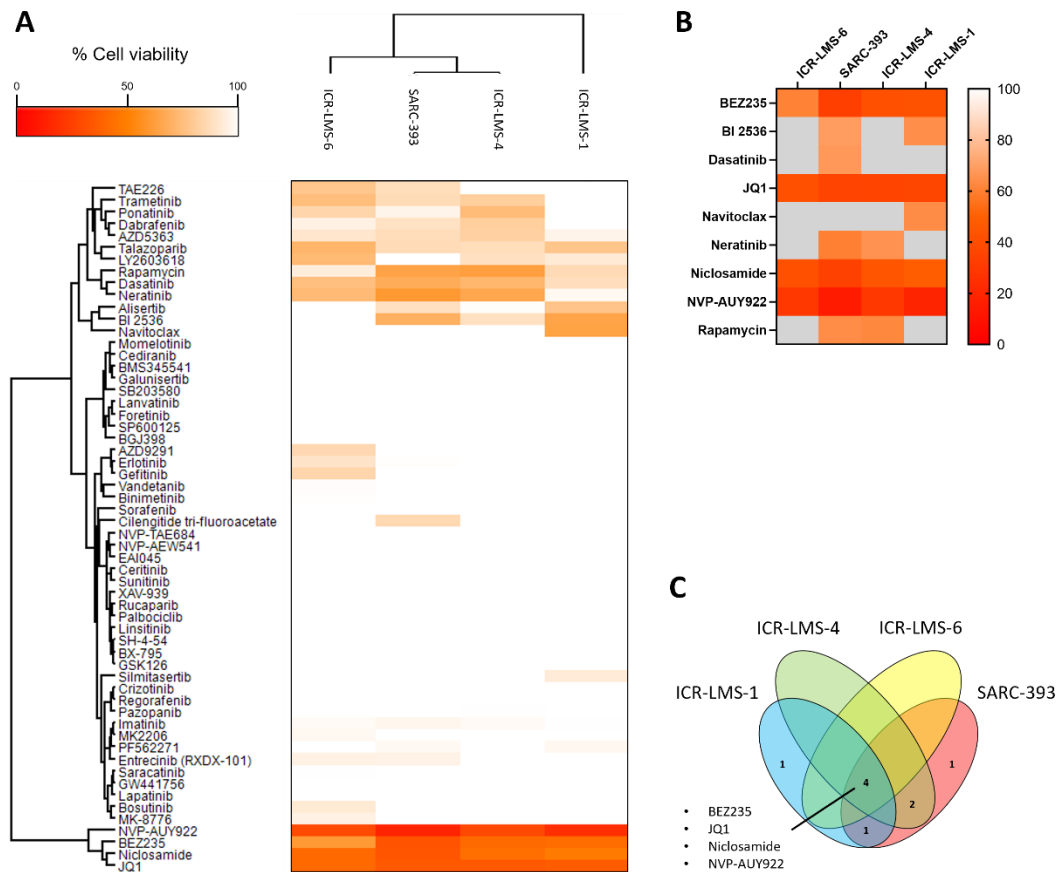 A
% Cell viability
0 50 100
ICR-LMS-6
SARC-393
ICR-LMS-4
ICR-LMS-1
TAE226
Trametinib
Ponatinib
Dabrafenib
AZD5363
Talazoparib
LY2603618
Rapamycin
Dasatinib
Neratinib
Alisertib
BI 2536
Navitoclax
Momelotinib
Cediranib
BMS345541
Galunisertib
SB203580
Lanvatinib
Foretinib
SP600125
BGJ398
AZD9291
Erlotinib
Gefitinib
Vandetanib
Binimetinib
Sorafenib
Cilengitide tri-fluoroacetate
NVP-TAE684
NVP-AEW541
EAI045
Ceritinib
Sunitinib
XAV-939
Rucaparib
Palbociclib
Linsitinib
SH-4-54
BX-795
GSK126
Silmitasertib
Crizotinib
Regorafenib
Pazopanib
Imatinib
MK2206
PF562271
Entrecinib (RXDX-101)
Saracatinib
GW441756
Lapatinib
Bosutinib
MK-8776
NVP-AUY922
BEZ235
Niclosamide
JQ1
B
ICR-LMS-6
SARC-393
ICR-LMS-4
ICR-LMS-1
BEZ235
BI 2536
Dasatinib
JQ1
Navitoclax
Neratinib
Niclosamide
NVP-AUY922
Rapamycin
100
80
60
40
20
0
C
ICR-LMS-4 ICR-LMS-6
ICR-LMS-1 SARC-393
1 1
4
2
1
• BEZ235
• JQ1
• Niclosamide
• NVP-AUY922